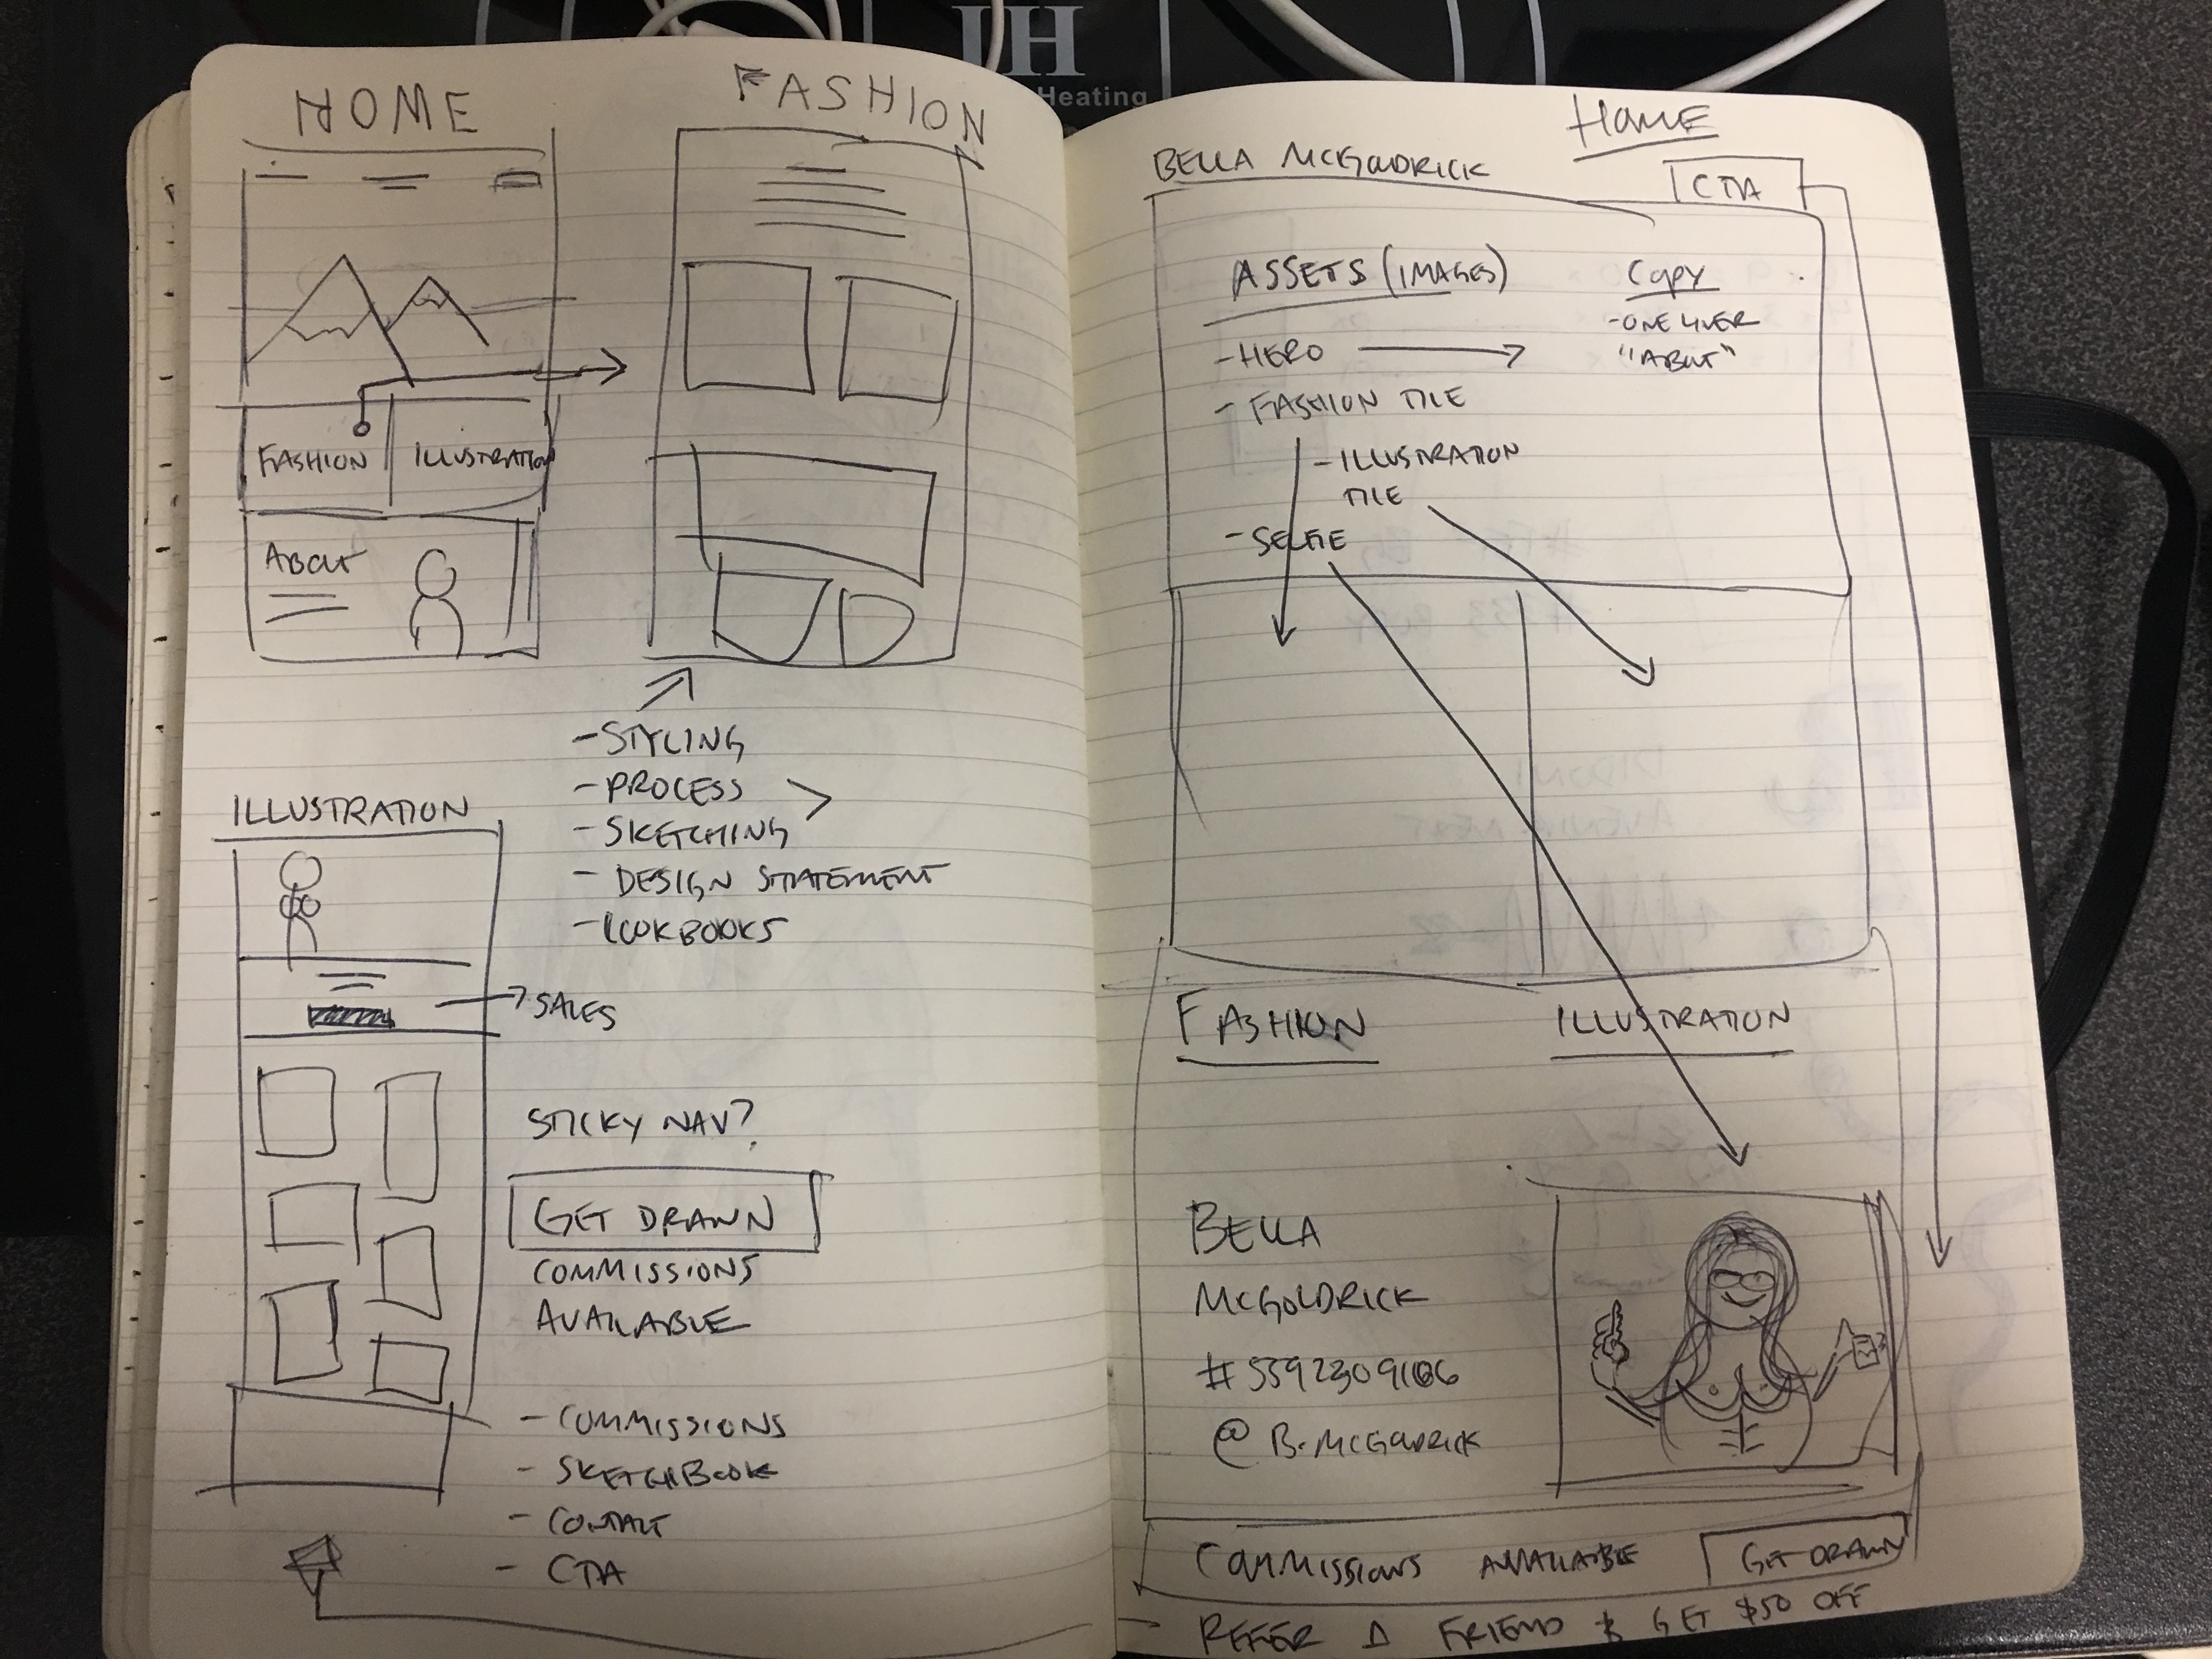 IH
Heating
HOME
FASHION
FASHION
ILLUSTRATION
ABOUT
- STYLING
- PROCESS
- SKETCHING
- DESIGN STATEMENT
- LOOKBOOKS
ILLUSTRATION
SALES
STICKY NAV?
GET DRAWN
COMMISSIONS
AVAILABLE
- COMMISSIONS
- SKETCHBOOK
- CONTACT
- CTA
HOME
BELLA MCGOLDRICK
CTA
ASSETS (IMAGES)
COPY
- HERO
- ONE LINER
"ABOUT"
- FASHION TILE
- ILLUSTRATION
TILE
- SELFIE
FASHION
ILLUSTRATION
BELLA
MCGOLDRICK
@ B.MCGOLDRICK
COMMISSIONS AVAILABLE
GET DRAWN
REFER A FRIEND & GET $50 OFF